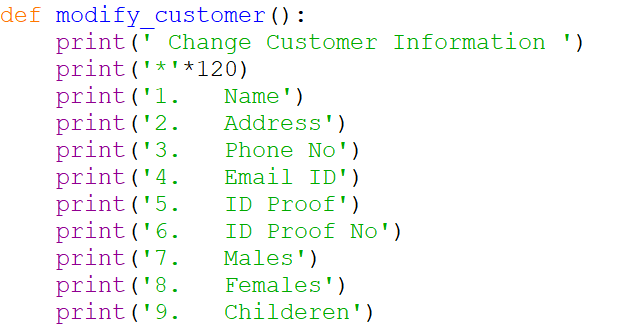 def modify_customer():
    print(' Change Customer Information ')
    print('*'*120)
    print('1.   Name')
    print('2.   Address')
    print('3.   Phone No')
    print('4.   Email ID')
    print('5.   ID Proof')
    print('6.   ID Proof No')
    print('7.   Males')
    print('8.   Females')
    print('9.   Childeren')